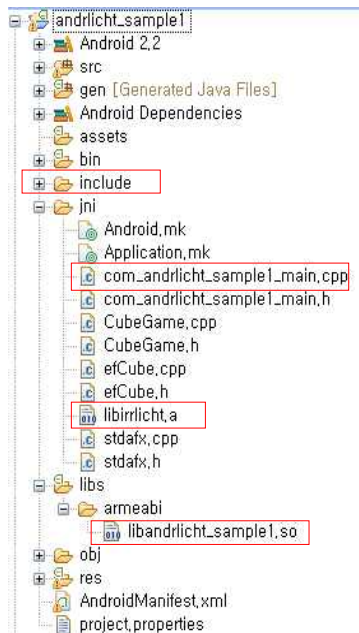 andrlicht_sample1
Android 2,2
src
gen [Generated Java Files]
Android Dependencies
assets
bin
include
jni
Android,mk
Application,mk
com_andrlicht_sample1_main,cpp
com_andrlicht_sample1_main,h
CubeGame,cpp
CubeGame,h
efCube,cpp
efCube,h
libirrlicht,a
stdafx,cpp
stdafx,h
libs
armeabi
libandrlicht_sample1,so
obj
res
AndroidManifest,xml
project,properties